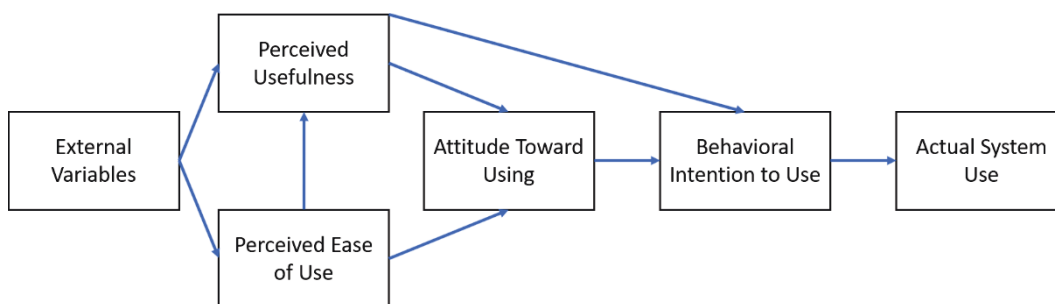 Perceived
Usefulness
External
Variables
Attitude Toward
Using
Behavioral
Intention to Use
Actual System
Use
Perceived Ease
of Use